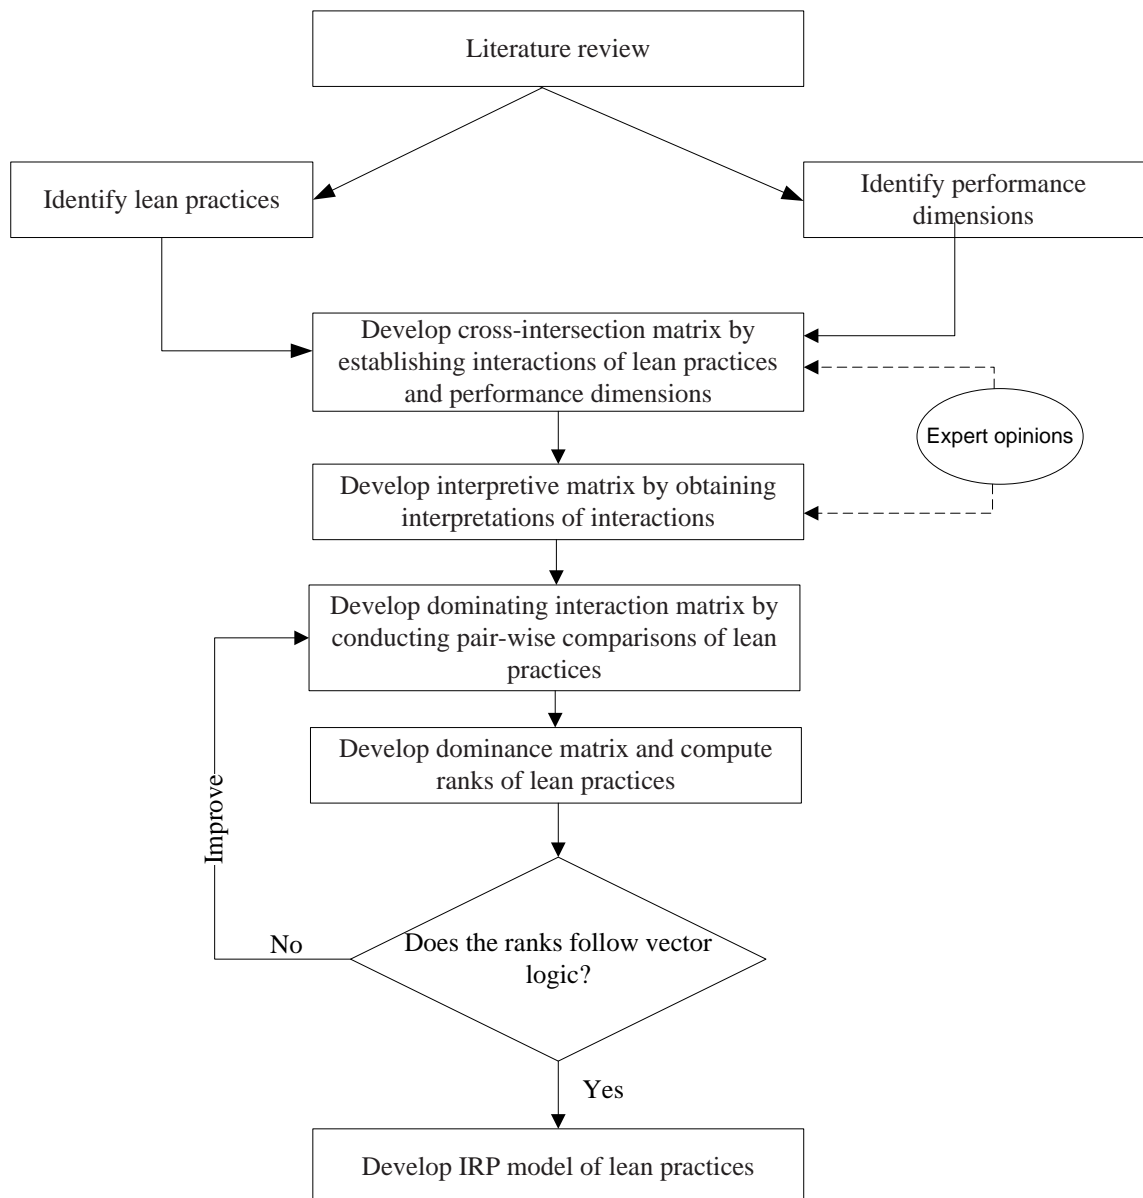 Literature review
Identify lean practices
Identify performance
dimensions
Develop cross-intersection matrix by
establishing interactions of lean practices
and performance dimensions
Expert opinions
Develop interpretive matrix by obtaining
interpretations of interactions
Develop dominating interaction matrix by
conducting pair-wise comparisons of lean
practices
Develop dominance matrix and compute
ranks of lean practices
Improve
No
Does the ranks follow vector
logic?
Yes
Develop IRP model of lean practices